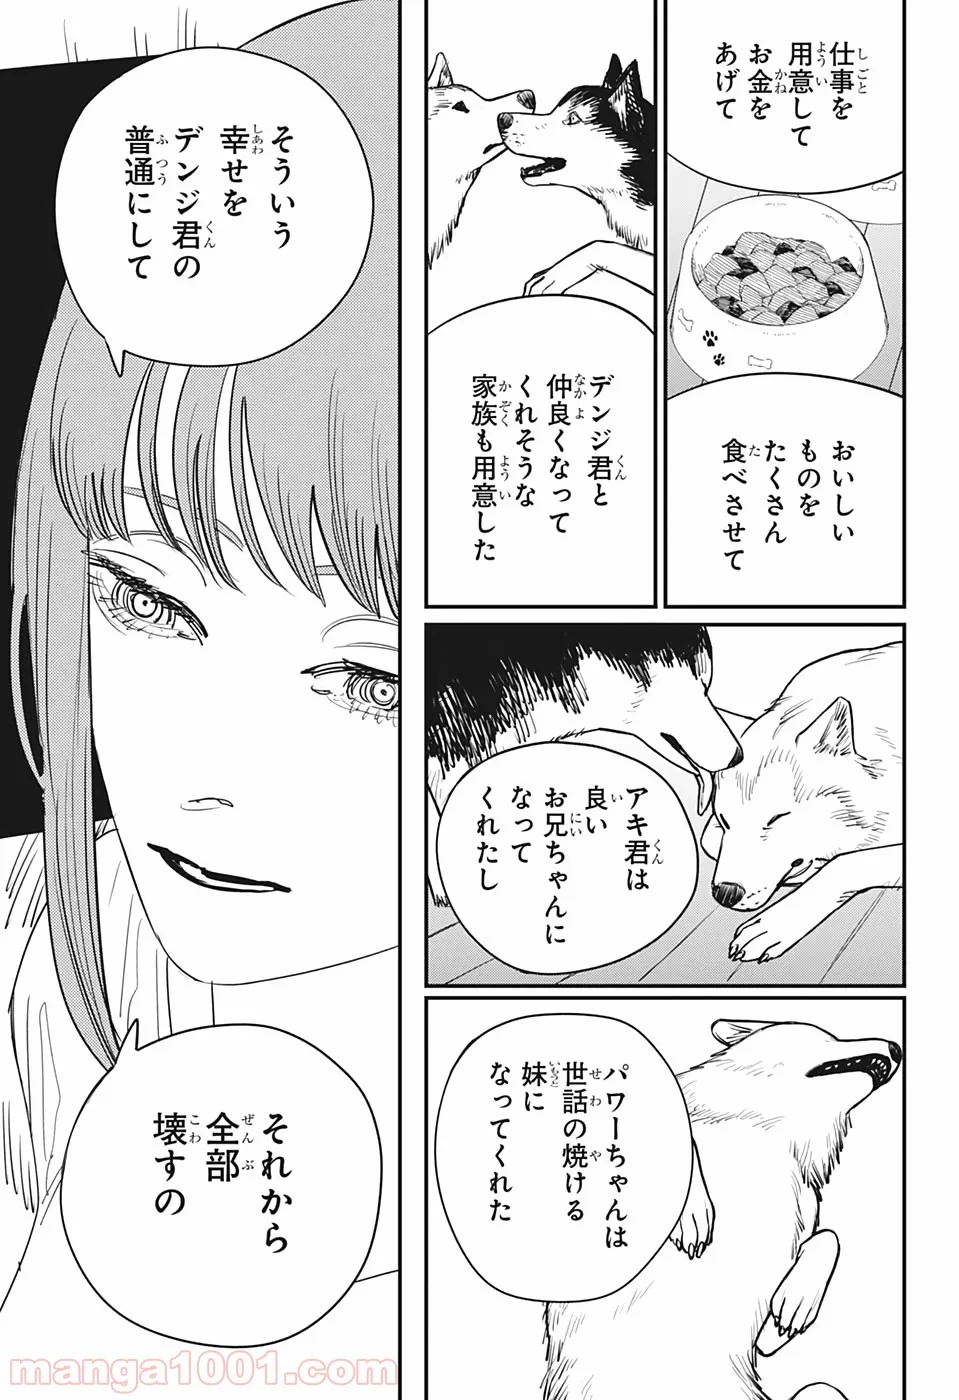 仕事を
用意して
お金を
あげて
おいしい
ものを
たくさん
食べさせて
デンジ君と
仲良くなって
くれそうな
家族も用意した
アキ君は
良い
お兄ちゃんに
なって
くれたし
パワーちゃんは
世話の焼ける
妹に
なってくれた
そういう
幸せを
デンジ君の
普通にして
それから
全部
壊すの
manga1001.com